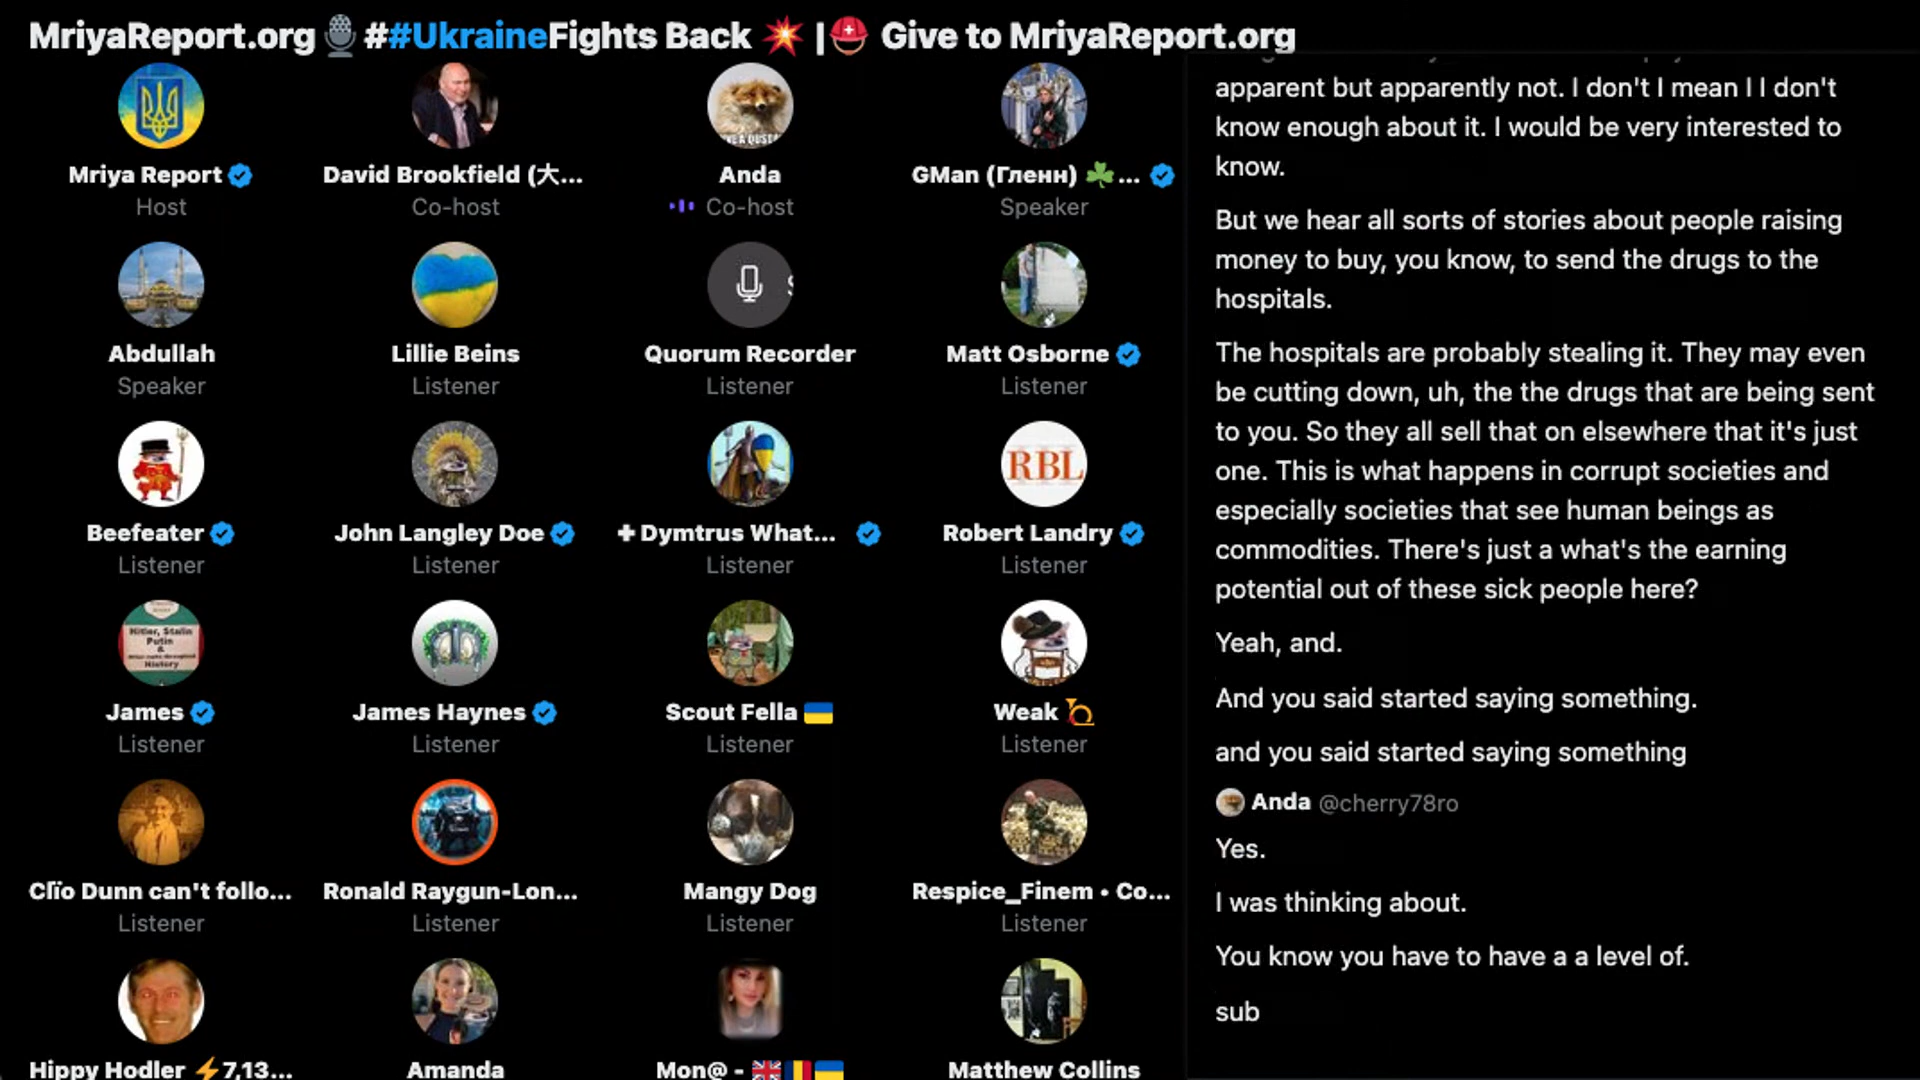 MriyaReport.org🎙️##UkraineFights Back 💥 |⛑️ Give to MriyaReport.org
Mriya Report
Host
David Brookfield (大...
Co-host
Anda
Co-host
GMan (Гленн) ☘️...
Speaker
Abdullah
Speaker
Lillie Beins
Listener
Quorum Recorder
Listener
Matt Osborne
Listener
Beefeater
Listener
John Langley Doe
Listener
✚ Dymtrus What...
Listener
RBL
Robert Landry
Listener
Hitler, Stalin
Putin
&
History
James
Listener
James Haynes
Listener
Scout Fella 🇺🇦
Listener
Weak
Listener
Clïo Dunn can't follo...
Listener
Ronald Raygun-Lon...
Listener
Mangy Dog
Listener
Respice_Finem • Co...
Listener
Hippy Hodler ⚡7,13...
Amanda
Mon@ - 🇬🇧🇷🇴🇺🇦
Matthew Collins
apparent but apparently not. I don't I mean I I don't
know enough about it. I would be very interested to
know.
But we hear all sorts of stories about people raising
money to buy, you know, to send the drugs to the
hospitals.
The hospitals are probably stealing it. They may even
be cutting down, uh, the the drugs that are being sent
to you. So they all sell that on elsewhere that it's just
one. This is what happens in corrupt societies and
especially societies that see human beings as
commodities. There's just a what's the earning
potential out of these sick people here?
Yeah, and.
And you said started saying something.
and you said started saying something
Anda @cherry78ro
Yes.
I was thinking about.
You know you have to have a a level of.
sub